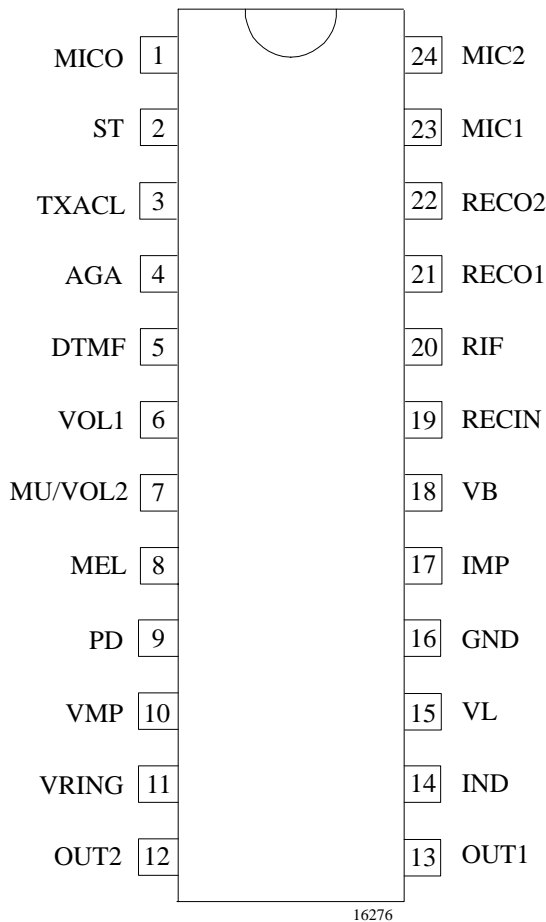 MICO 1 24 MIC2
ST 2 23 MIC1
TXACL 3 22 RECO2
AGA 4 21 RECO1
DTMF 5 20 RIF
VOL1 6 19 RECIN
MU/VOL2 7 18 VB
MEL 8 17 IMP
PD 9 16 GND
VMP 10 15 VL
VRING 11 14 IND
OUT2 12 13 OUT1
16276